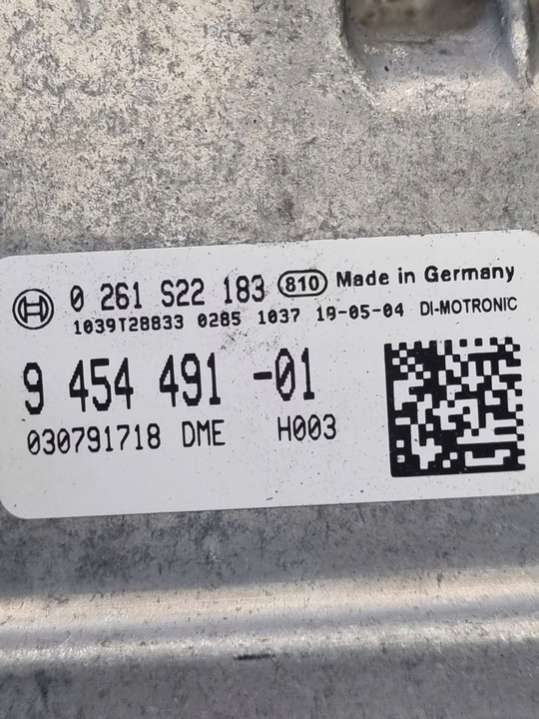 0 261 S22 183 810 Made in Germany
1039T28833 0285 1037 19-05-04 DI-MOTRONIC
9 454 491 -01
030791718 DME H003